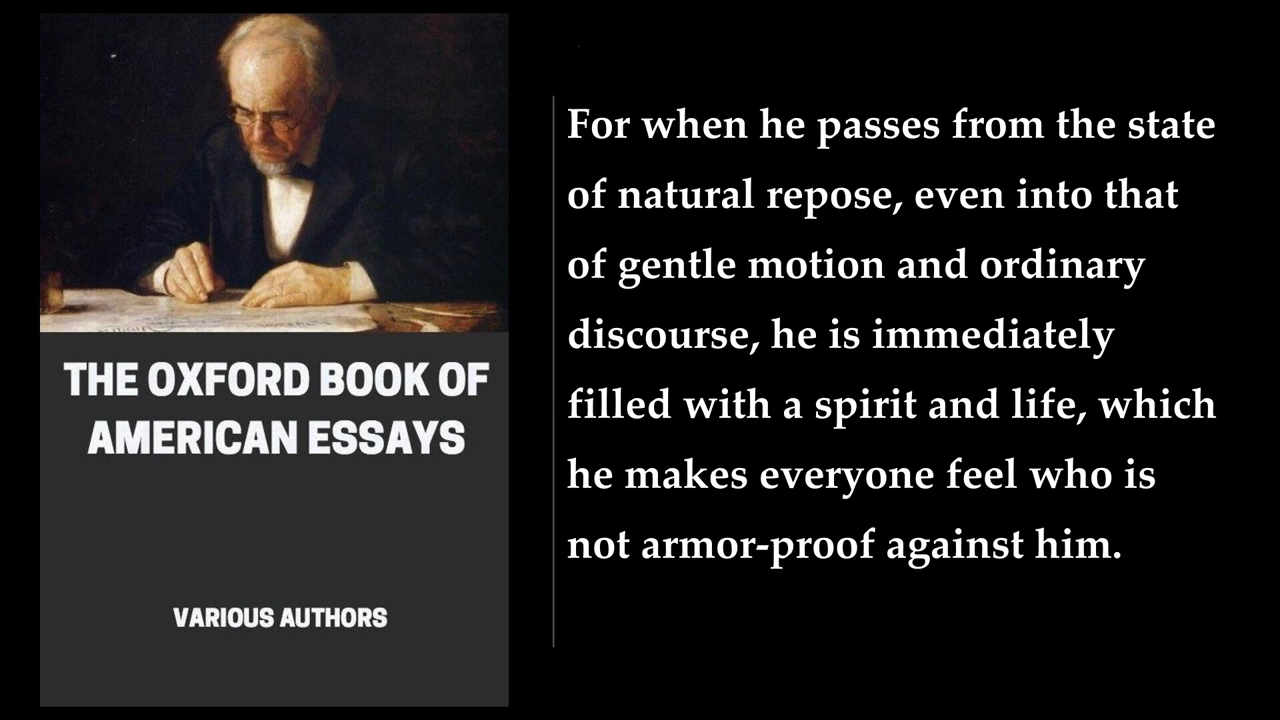 THE OXFORD BOOK OF
AMERICAN ESSAYS
VARIOUS AUTHORS
For when he passes from the state
of natural repose, even into that
of gentle motion and ordinary
discourse, he is immediately
filled with a spirit and life, which
he makes everyone feel who is
not armor-proof against him.